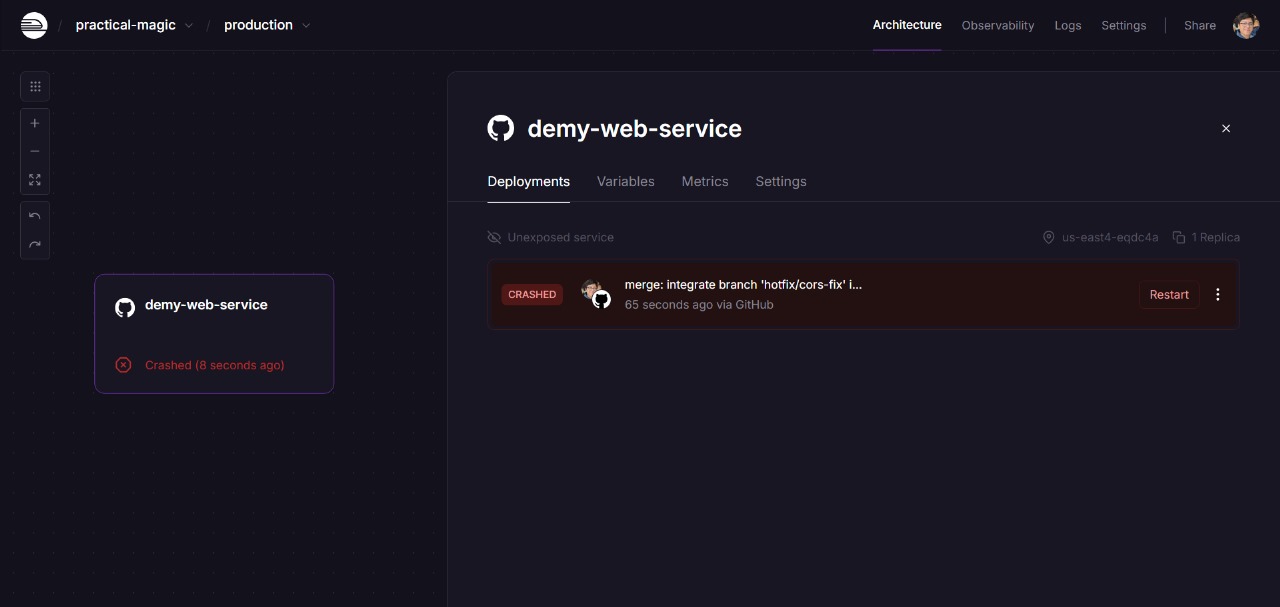 / practical-magic / production
Architecture Observability Logs Settings Share
demy-web-service
Deployments Variables Metrics Settings
Unexposed service us-east4-eqdc4a 1 Replica
CRASHED
merge: integrate branch 'hotfix/cors-fix' i...
65 seconds ago via GitHub
Restart
demy-web-service
Crashed (8 seconds ago)